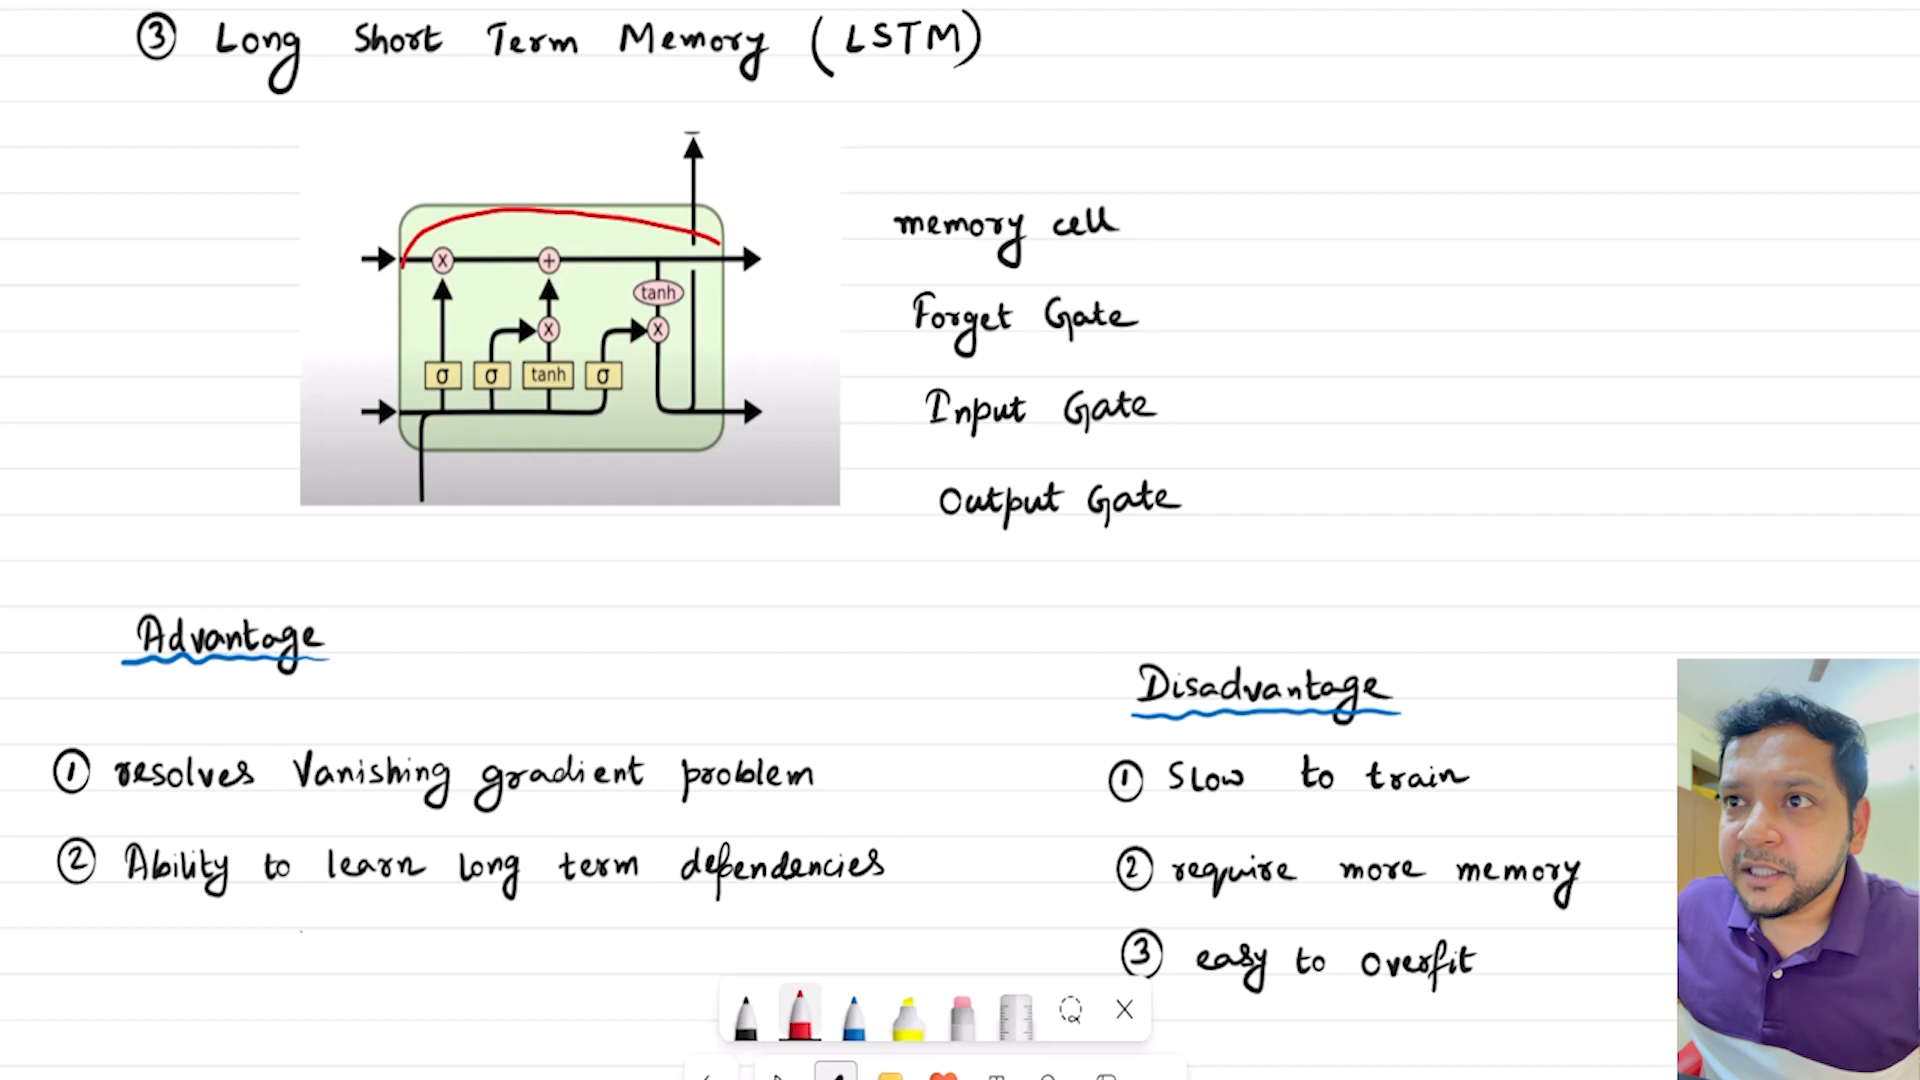 ③ Long Short Term Memory (LSTM)
x
+
tanh
x
x
σ
σ
tanh
σ
memory cell
Forget Gate
Input Gate
Output Gate
Advantage
① resolves Vanishing gradient problem
② Ability to learn long term dependencies
Disadvantage
① Slow to train
② require more memory
③ easy to overfit